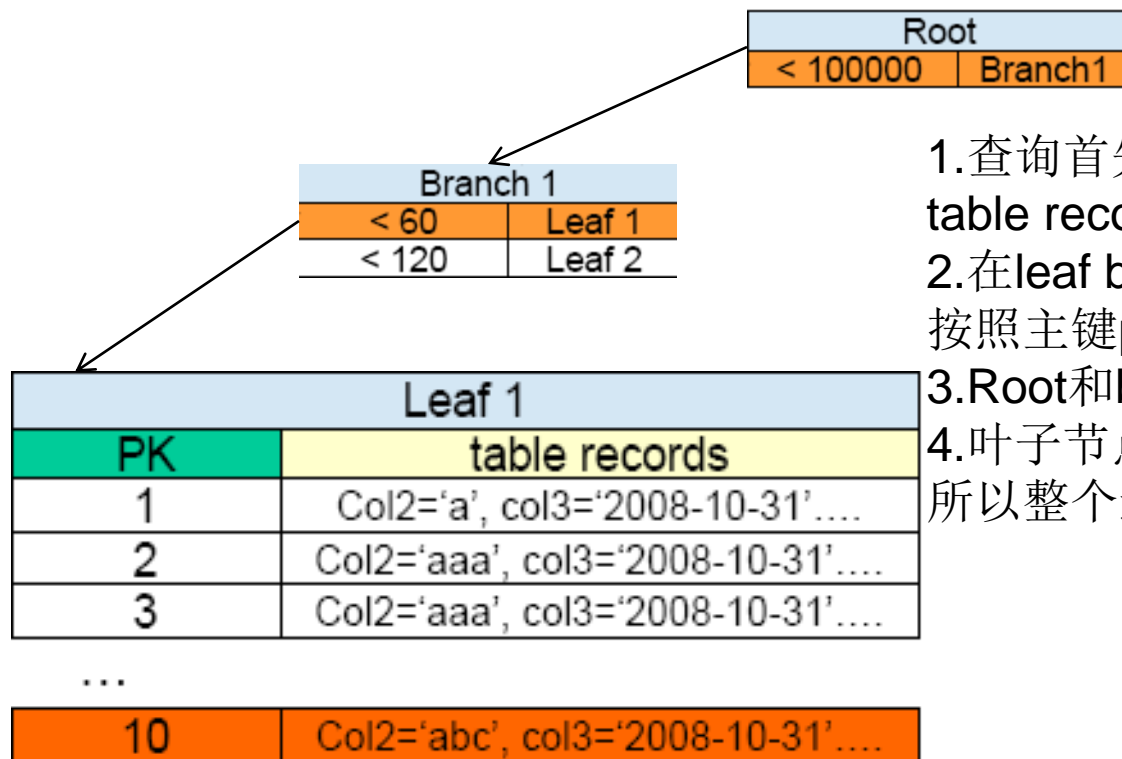 Root
< 100000 Branch1
Branch 1
< 60 Leaf 1
< 120 Leaf 2
Leaf 1
PK table records
1 Col2=‘a’, col3=‘2008-10-31’....
2 Col2=‘aaa’, col3=‘2008-10-31’....
3 Col2=‘aaa’, col3=‘2008-10-31’....
...
10 Col2=‘abc’, col3=‘2008-10-31’....
1.查询首
table
2.在leaf
按照主键
3.Root和
4.叶子节
所以整个